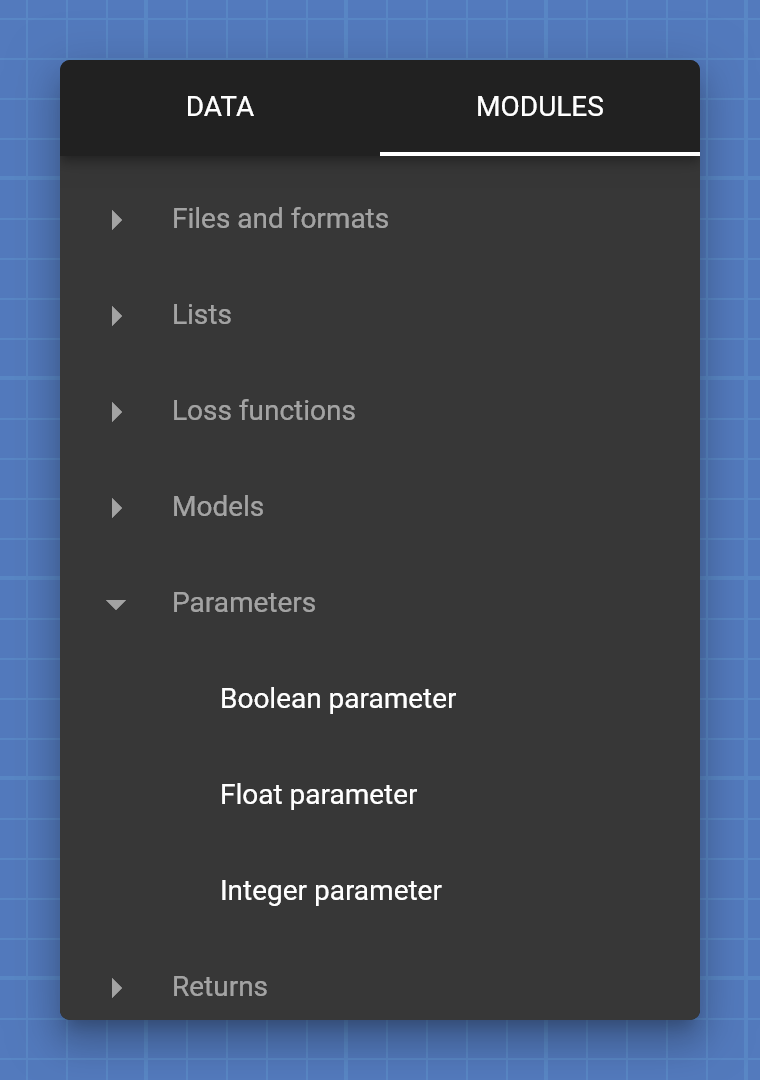 DATA MODULES
Files and formats
Lists
Loss functions
Models
Parameters
Boolean parameter
Float parameter
Integer parameter
Returns